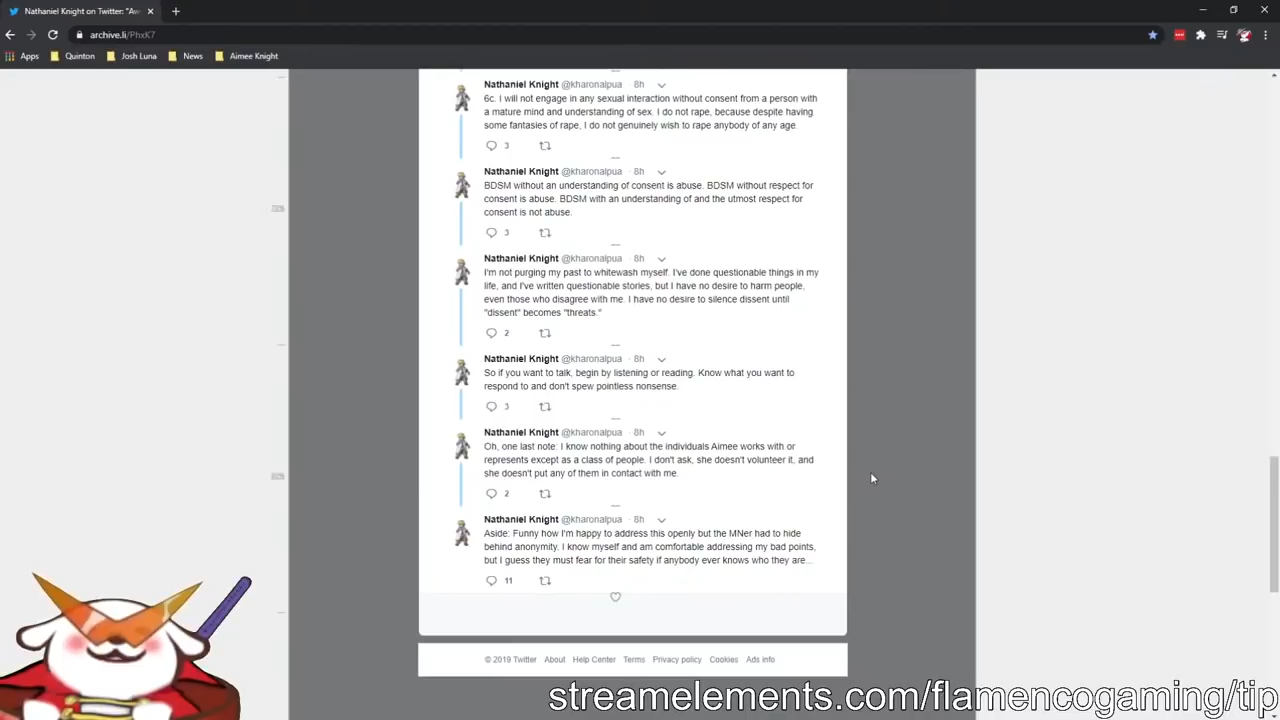 Nathaniel Knight on Twitter: "Aw
archive.li/PhxK7
Apps
Quinton
Josh Luna
News
Aimee Knight
Nathaniel Knight @kharonalpua 8h
6c. I will not engage in any sexual interaction without consent from a person with
a mature mind and understanding of sex. I do not rape, because despite having
some fantasies of rape, I do not genuinely wish to rape anybody of any age.
3
Nathaniel Knight @kharonalpua · 8h
BDSM without an understanding of consent is abuse. BDSM without respect for
consent is abuse. BDSM with an understanding of and the utmost respect for
consent is not abuse.
3
Nathaniel Knight @kharonalpua · 8h
I'm not purging my past to whitewash myself. I've done questionable things in my
life, and I've written questionable stories, but I have no desire to harm people,
even those who disagree with me. I have no desire to silence dissent until
"dissent" becomes "threats."
2
Nathaniel Knight @kharonalpua · 8h
So if you want to talk, begin by listening or reading. Know what you want to
respond to and don't spew pointless nonsense.
3
Nathaniel Knight @kharonalpua · 8h
Oh, one last note: I know nothing about the individuals Aimee works with or
represents except as a class of people. I don't ask, she doesn't volunteer it, and
she doesn't put any of them in contact with me.
2
Nathaniel Knight @kharonalpua · 8h
Aside: Funny how I'm happy to address this openly but the MNer had to hide
behind anonymity. I know myself and am comfortable addressing my bad points,
but I guess they must fear for their safety if anybody ever knows who they are...
11
© 2019 Twitter About Help Center Terms Privacy policy Cookies Ads info
streamelements.com/flamencogaming/tip